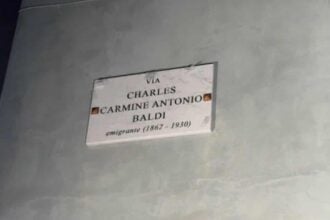 VIA
CHARLES
CARMINE ANTONIO
BALDI
emigrante (1862 - 1930)